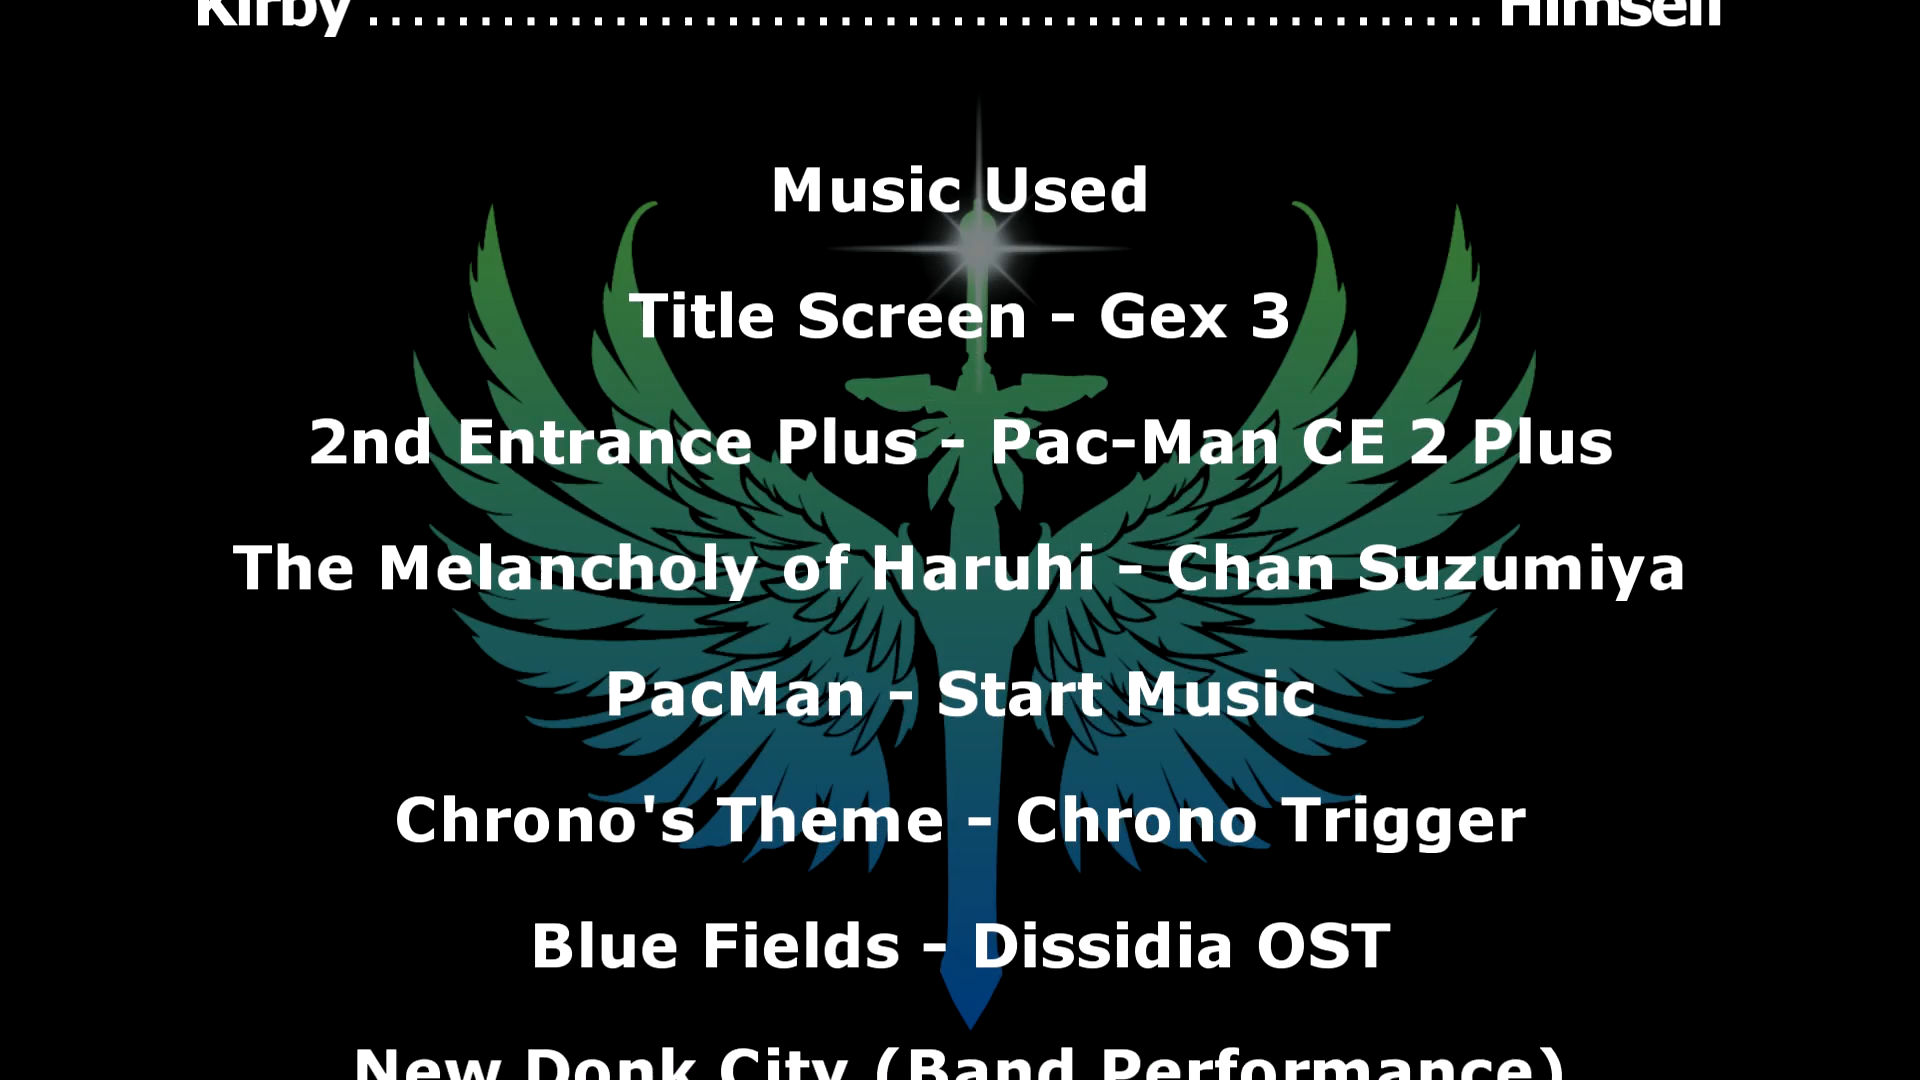 Kirby ................................................ Himself
Music Used
Title Screen - Gex 3
2nd Entrance Plus - Pac-Man CE 2 Plus
The Melancholy of Haruhi - Chan Suzumiya
PacMan - Start Music
Chrono's Theme - Chrono Trigger
Blue Fields - Dissidia OST
New Donk City (Band Performance)